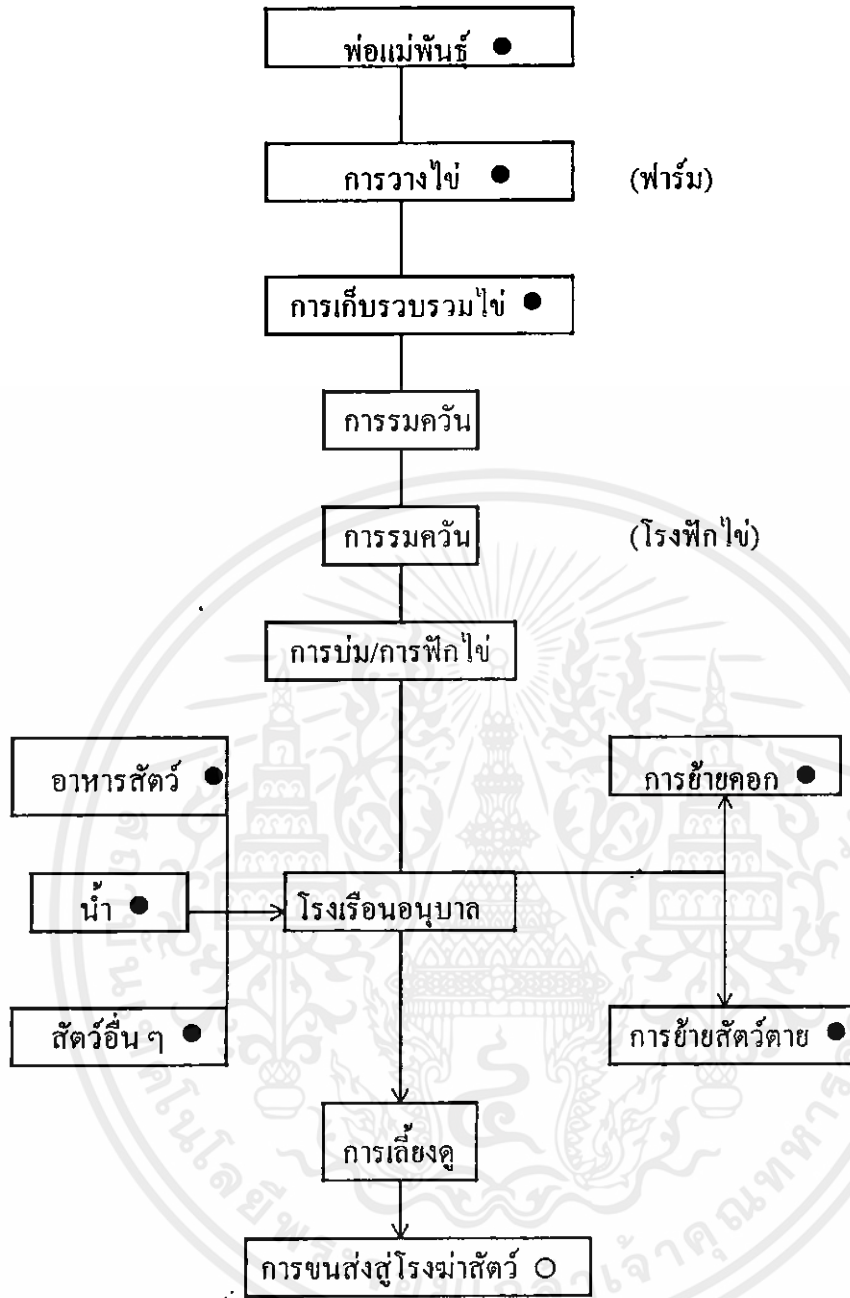 พ่อแม่พันธุ์ ●
การวางไข่ ● (ฟาร์ม)
การเก็บรวบรวมไข่ ●
การรมควัน
การรมควัน (โรงฟักไข่)
การบ่ม/การฟักไข่
อาหารสัตว์ ●
การย้ายคอก ●
น้ำ ●
โรงเรือนอนุบาล
สัตว์อื่น ๆ ●
การย้ายสัตว์ตาย ●
การเลี้ยงดู
การขนส่งสู่โรงฆ่าสัตว์ ○